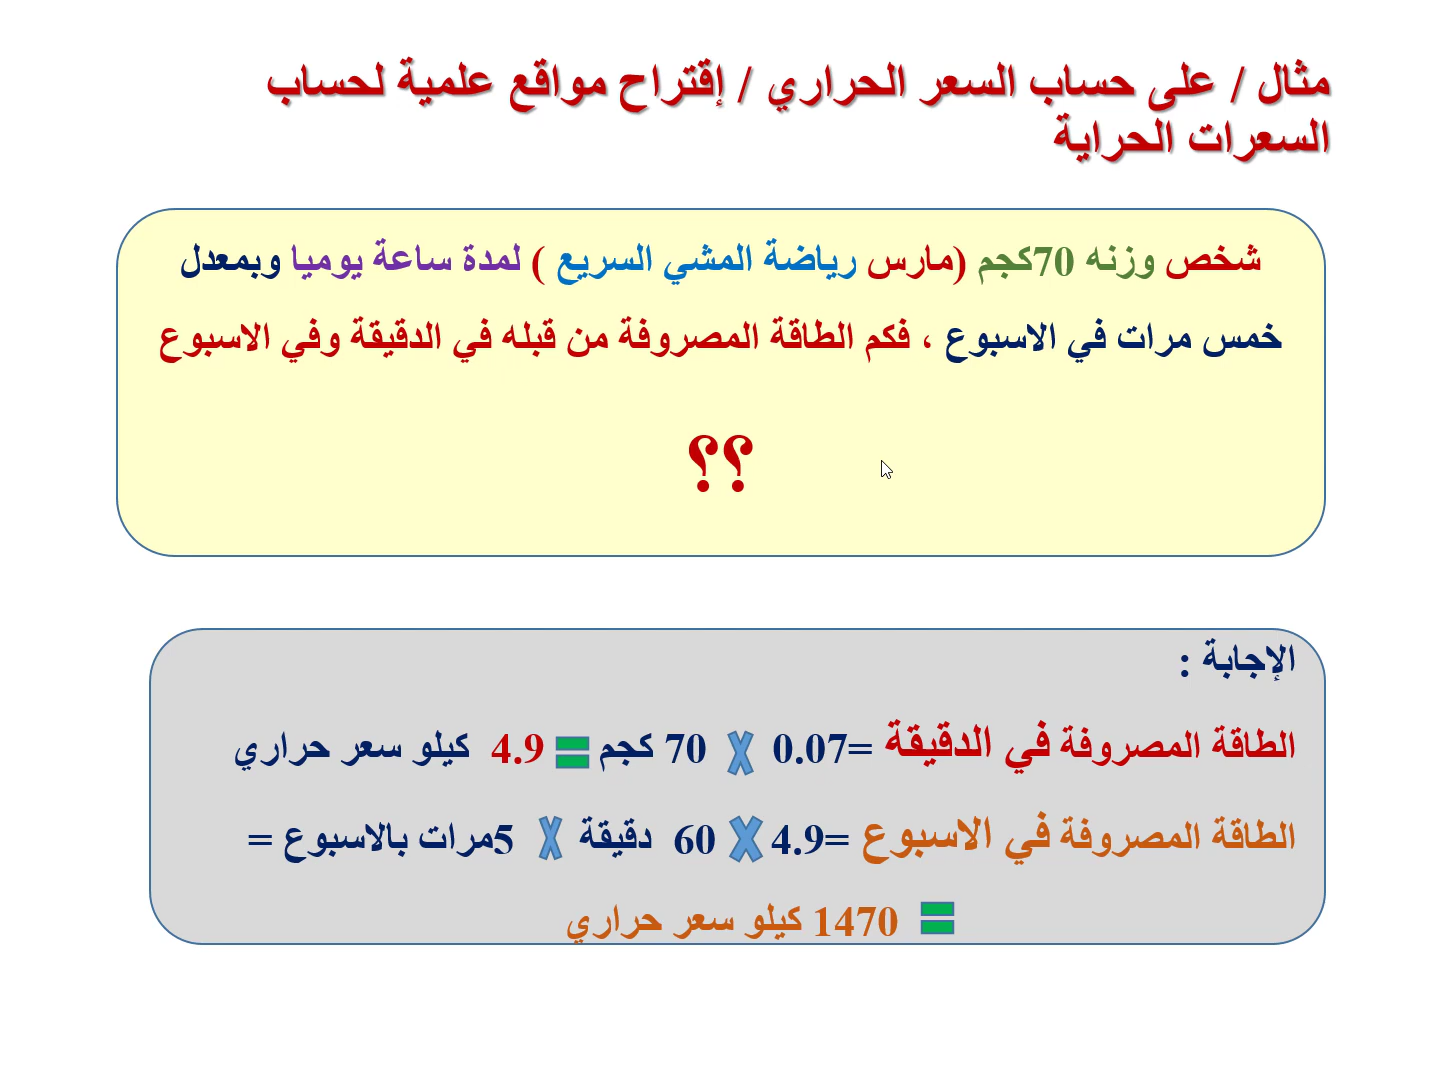 مثال / على حساب السعر الحراري / إقتراح مواقع علمية لحساب
السعرات الحراية
شخص وزنه 70كجم (مارس رياضة المشي السريع ) لمدة ساعة يوميا وبمعدل
خمس مرات في الاسبوع ، فكم الطاقة المصروفة من قبله في الدقيقة وفي الاسبوع
؟؟
الإجابة :
الطاقة المصروفة في الدقيقة =0.07 × 70 كجم = 4.9 كيلو سعر حراري
الطاقة المصروفة في الاسبوع =4.9 × 60 دقيقة × 5مرات بالاسبوع =
= 1470 كيلو سعر حراري